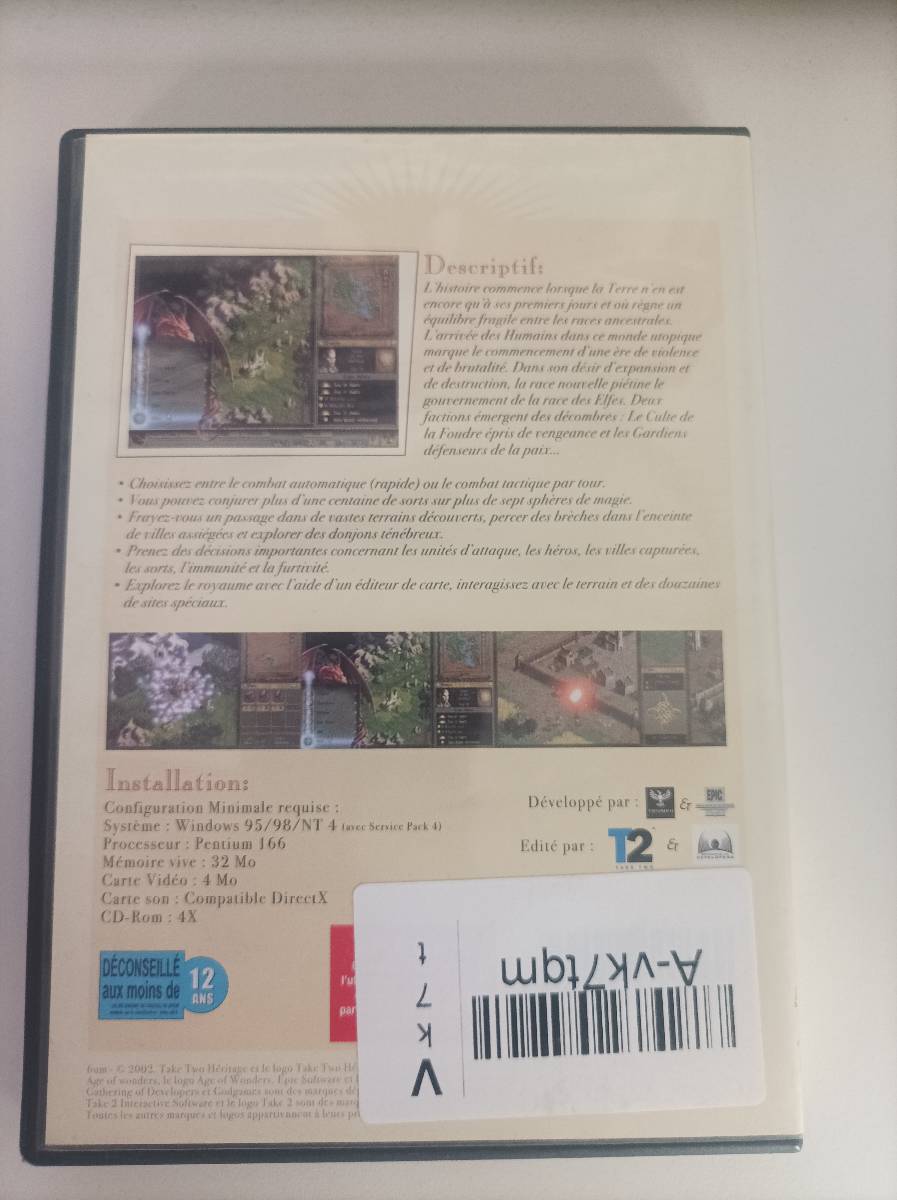 Descriptif:
L'histoire commence lorsque la Terre n'en est
encore qu'à ses premiers jours et où règne un
équilibre fragile entre les races ancestrales.
L'arrivée des Humains dans ce monde utopique
marque le commencement d'une ère de violence
et de brutalité. Dans son désir d'expansion et
de destruction, la race nouvelle piétine le
gouvernement de la race des Elfes. Deux
factions émergent des décombres : Le Culte de
la Foudre épris de vengeance et les Gardiens
défenseurs de la paix...
• Choisissez entre le combat automatique (rapide) ou le combat tactique par tour.
• Vous pouvez conjurer plus d'une centaine de sorts sur plus de sept sphères de magie.
• Frayez-vous un passage dans de vastes terrains découverts, percer des brèches dans l'enceinte
de villes assiégées et explorer des donjons ténébreux.
• Prenez des décisions importantes concernant les unités d'attaque, les héros, les villes capturées,
les sorts, l'immunité et la furtivité.
• Explorez le royaume avec l'aide d'un éditeur de carte, interagissez avec le terrain et des douzaines
de sites spéciaux.
Installation:
Configuration Minimale requise :
Système : Windows 95/98/NT 4 (avec Service Pack 4)
Processeur : Pentium 166
Mémoire vive : 32 Mo
Carte Vidéo : 4 Mo
Carte son : Compatible DirectX
CD-Rom : 4X
Développé par : TRIUMPH & EPIC
Edité par : T2 TAKE TWO & DEVELOPERS
DÉCONSEILLÉ
aux moins de
12
ANS
l'u
par
A-vk7tqm
V k 7 t
from - © 2002. Take Two Héritage et le logo Take Two Hé
Age of wonders, le logo Age of Wonders, Epic Software et l
Gathering of Developers et Godgames sont des marques dé
Take 2 Interactive Software et le logo Take 2 sont des marq
Toutes les autres marques et logos appartiennent à leurs pr